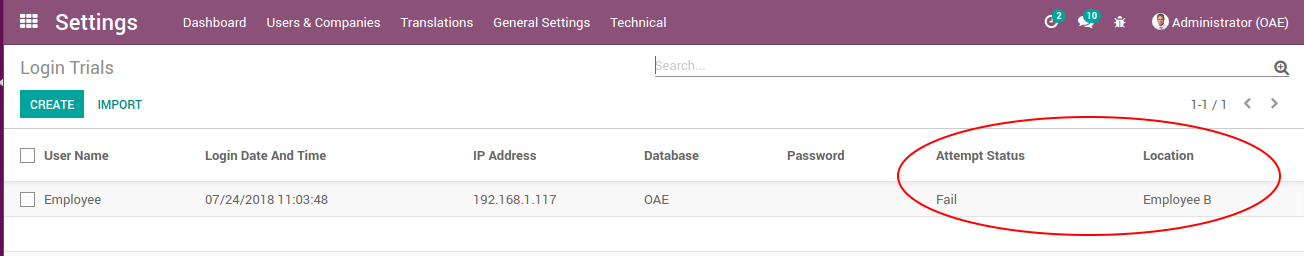 Settings Dashboard Users & Companies Translations General Settings Technical 2 10 Administrator (OAE)
Login Trials Search...
CREATE IMPORT 1-1 / 1
User Name Login Date And Time IP Address Database Password Attempt Status Location
Employee 07/24/2018 11:03:48 192.168.1.117 OAE Fail Employee B